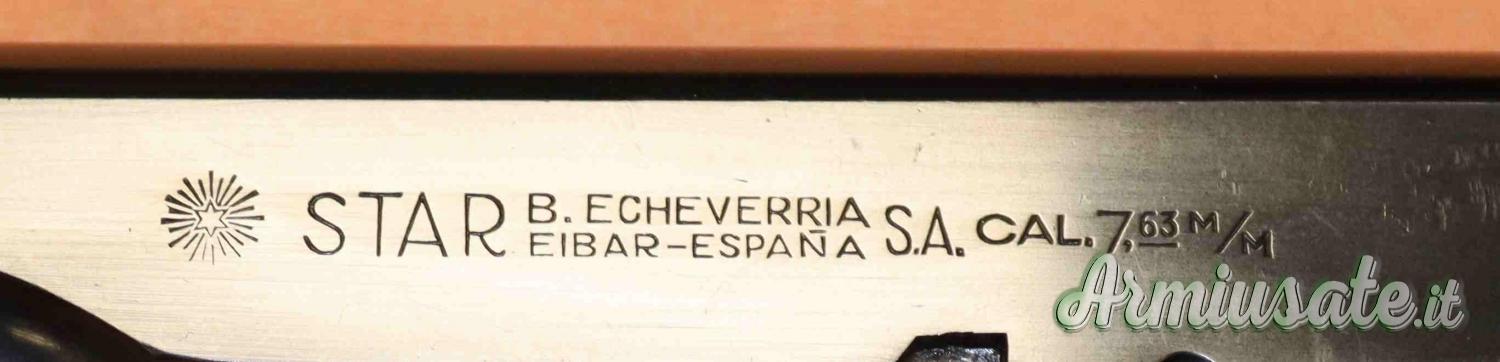 STAR B. ECHEVERRIA S.A. CAL. 7,63 M/M
EIBAR-ESPAÑA
Armiusate.it